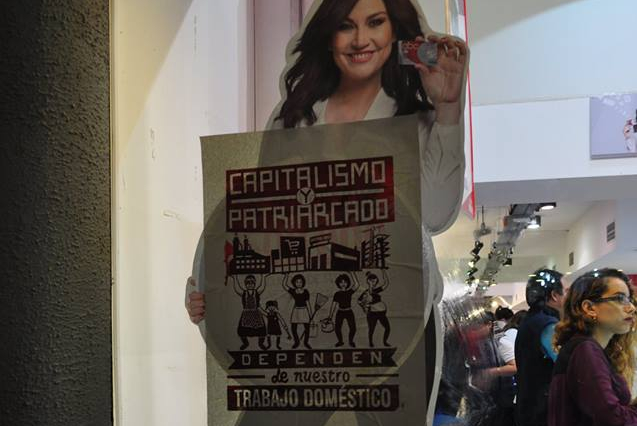 CAPITALISMO
Y
PATRIARCADO
DEPENDEN
de nuestro
TRABAJO DOMÉSTICO